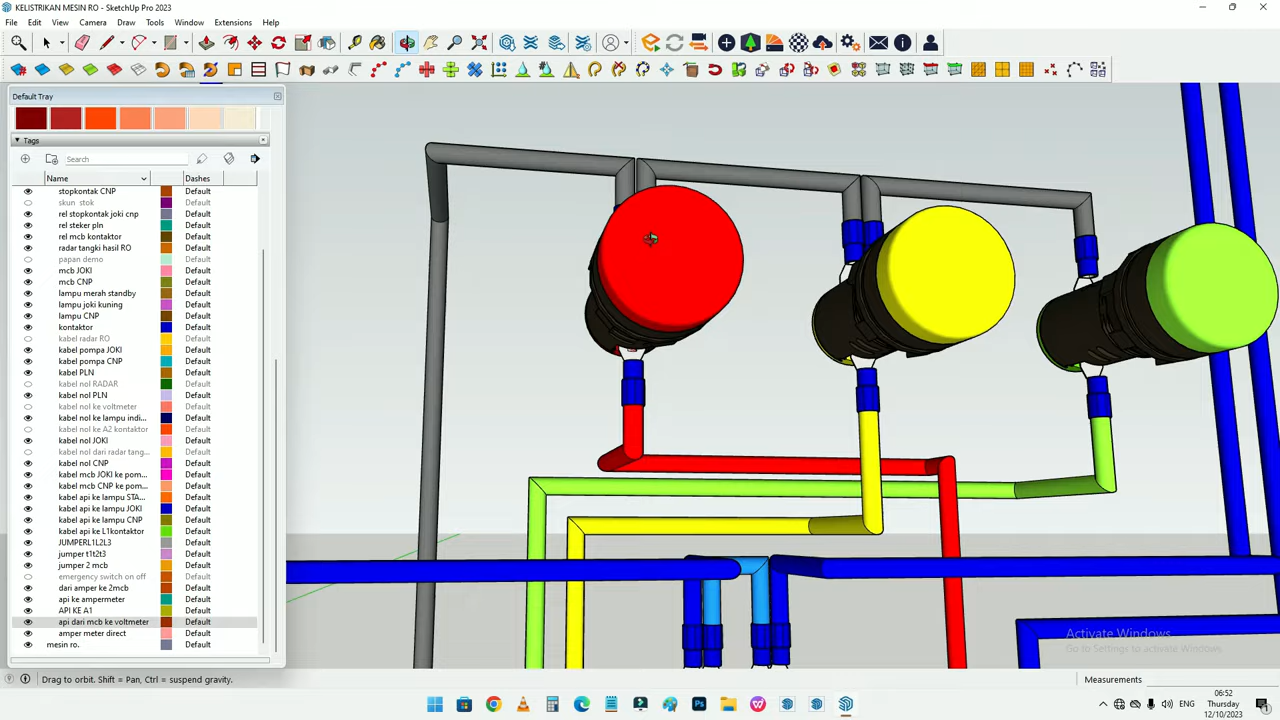 KELISTRIKAN MESIN RO - SketchUp Pro 2023
File Edit View Camera Draw Tools Window Extensions Help
Default Tray
Tags
Search
Name Dashes
stopkontak CNP Default
skun stok Default
rel stopkontak joki cnp Default
rel steker pln Default
rel mcb kontaktor Default
radar tangki hasil RO Default
papan demo Default
mcb JOKI Default
mcb CNP Default
lampu merah standby Default
lampu joki kuning Default
lampu CNP Default
kontaktor Default
kabel radar RO Default
kabel pompa JOKI Default
kabel pompa CNP Default
kabel PLN Default
kabel nol RADAR Default
kabel nol PLN Default
kabel nol ke voltmeter Default
kabel nol ke lampu indi... Default
kabel nol ke A2 kontaktor Default
kabel nol JOKI Default
kabel nol dari radar tang... Default
kabel nol CNP Default
kabel mcb JOKI ke pom... Default
kabel mcb CNP ke pom... Default
kabel api ke lampu STA... Default
kabel api ke lampu JOKI Default
kabel api ke lampu CNP Default
kabel api ke L1kontaktor Default
JUMPERL1L2L3 Default
jumper t1t2t3 Default
jumper 2 mcb Default
emergency switch on off Default
dari amper ke 2mcb Default
api ke ampermeter Default
API KE A1 Default
api dari mcb ke voltmeter Default
amper meter direct Default
mesin ro. Default
Activate Windows
Go to Settings to activate Windows.
Drag to orbit. Shift = Pan, Ctrl = suspend gravity.
Measurements
ENG
06:52
Thursday
12/10/2023